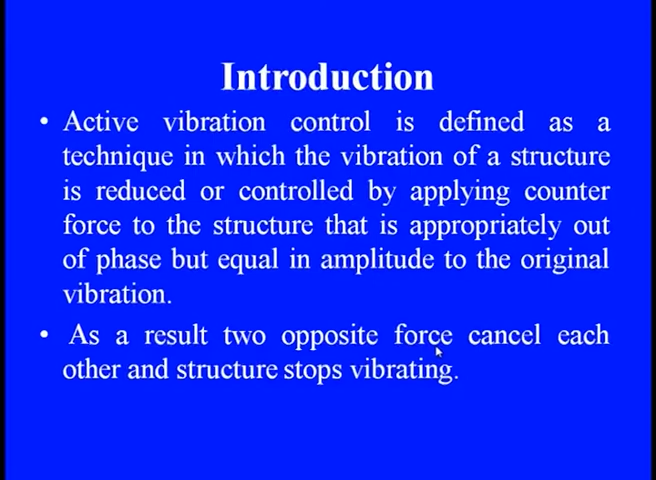 Introduction
• Active vibration control is defined as a
technique in which the vibration of a structure
is reduced or controlled by applying counter
force to the structure that is appropriately out
of phase but equal in amplitude to the original
vibration.
• As a result two opposite force cancel each
other and structure stops vibrating.